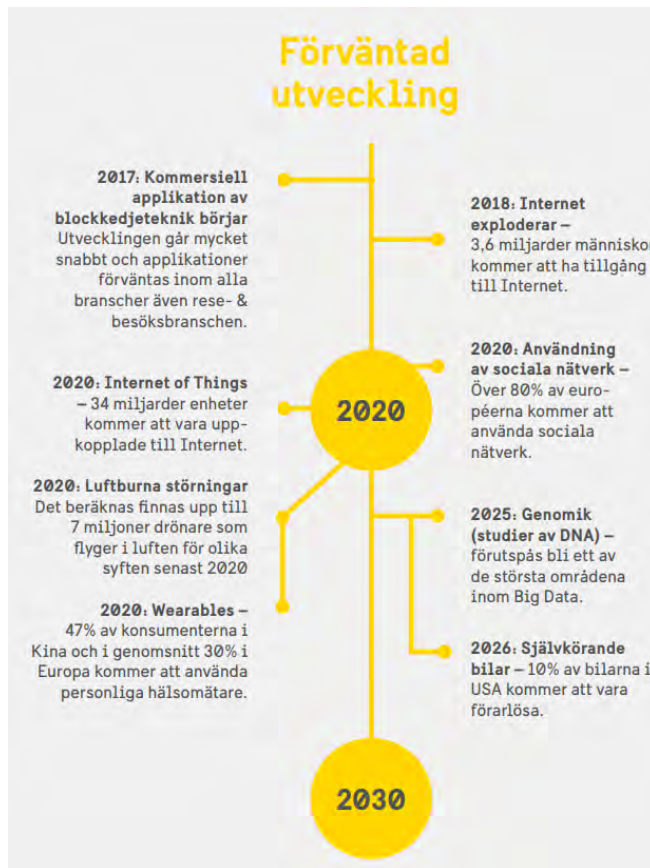 Förväntad
utveckling
2017: Kommersiell
applikation av
blockkedjeteknik börjar
Utvecklingen går mycket
snabbt och applikationer
förväntas inom alla
branscher även rese- &
besöksbranschen.
2018: Internet
exploderar –
3,6 miljarder människor
kommer att ha tillgång
till Internet.
2020: Användning
av sociala nätverk –
Över 80% av euro-
péerna kommer att
använda sociala
nätverk.
2020: Internet of Things
– 34 miljarder enheter
kommer att vara upp-
kopplade till Internet.
2020
2020: Luftburna störningar
Det beräknas finnas upp till
7 miljoner drönare som
flyger i luften för olika
syften senast 2020
2025: Genomik
(studier av DNA) –
förutspås bli ett av
de största områdena
inom Big Data.
2020: Wearables –
47% av konsumenterna i
Kina och i genomsnitt 30% i
Europa kommer att använda
personliga hälsomätare.
2026: Självkörande
bilar – 10% av bilarna i
USA kommer att vara
förarlösa.
2030